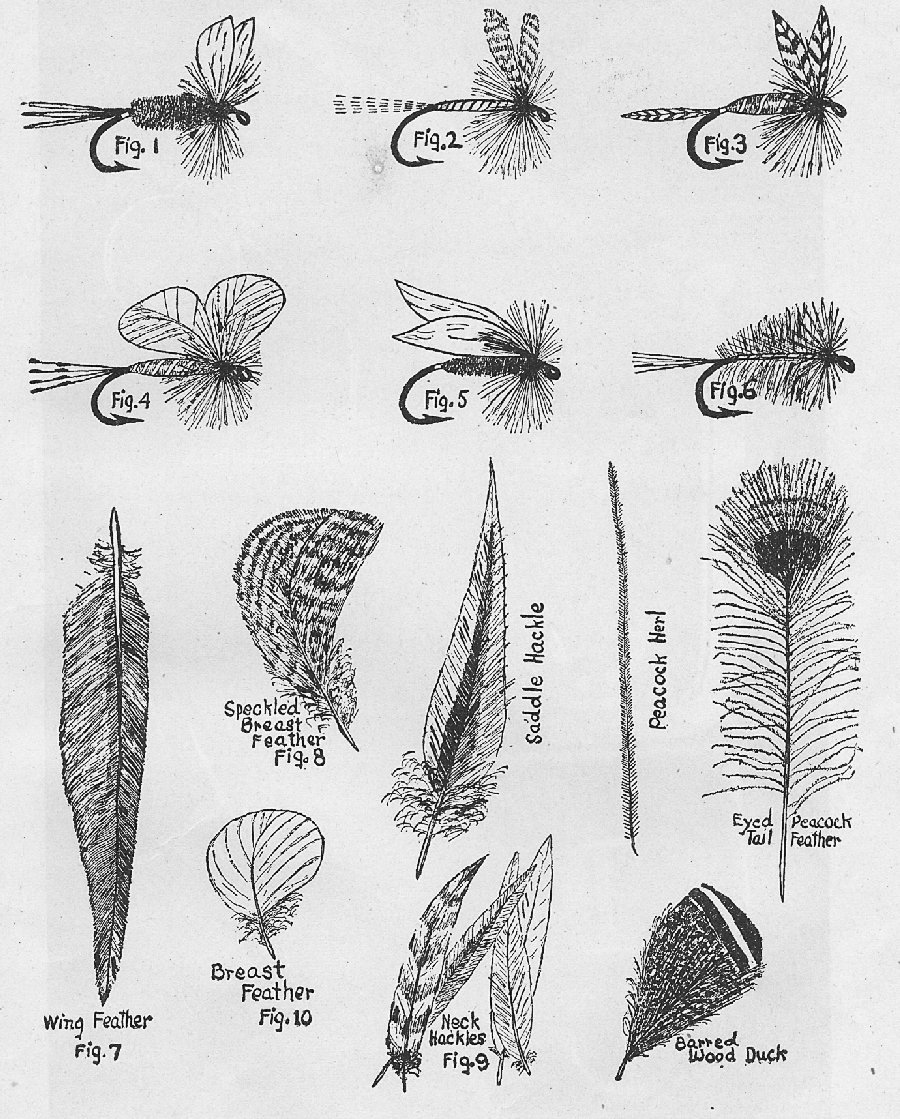 Fig. 1
Fig. 2
Fig. 3
Fig. 4
Fig. 5
Fig. 6
Wing Feather
Fig. 7
Speckled
Breast
Feather
Fig. 8
Breast
Feather
Fig. 10
Saddle Hackle
Neck
Hackles
Fig. 9
Peacock Herl
Eyed Peacock
Tail Feather
Barred
Wood Duck